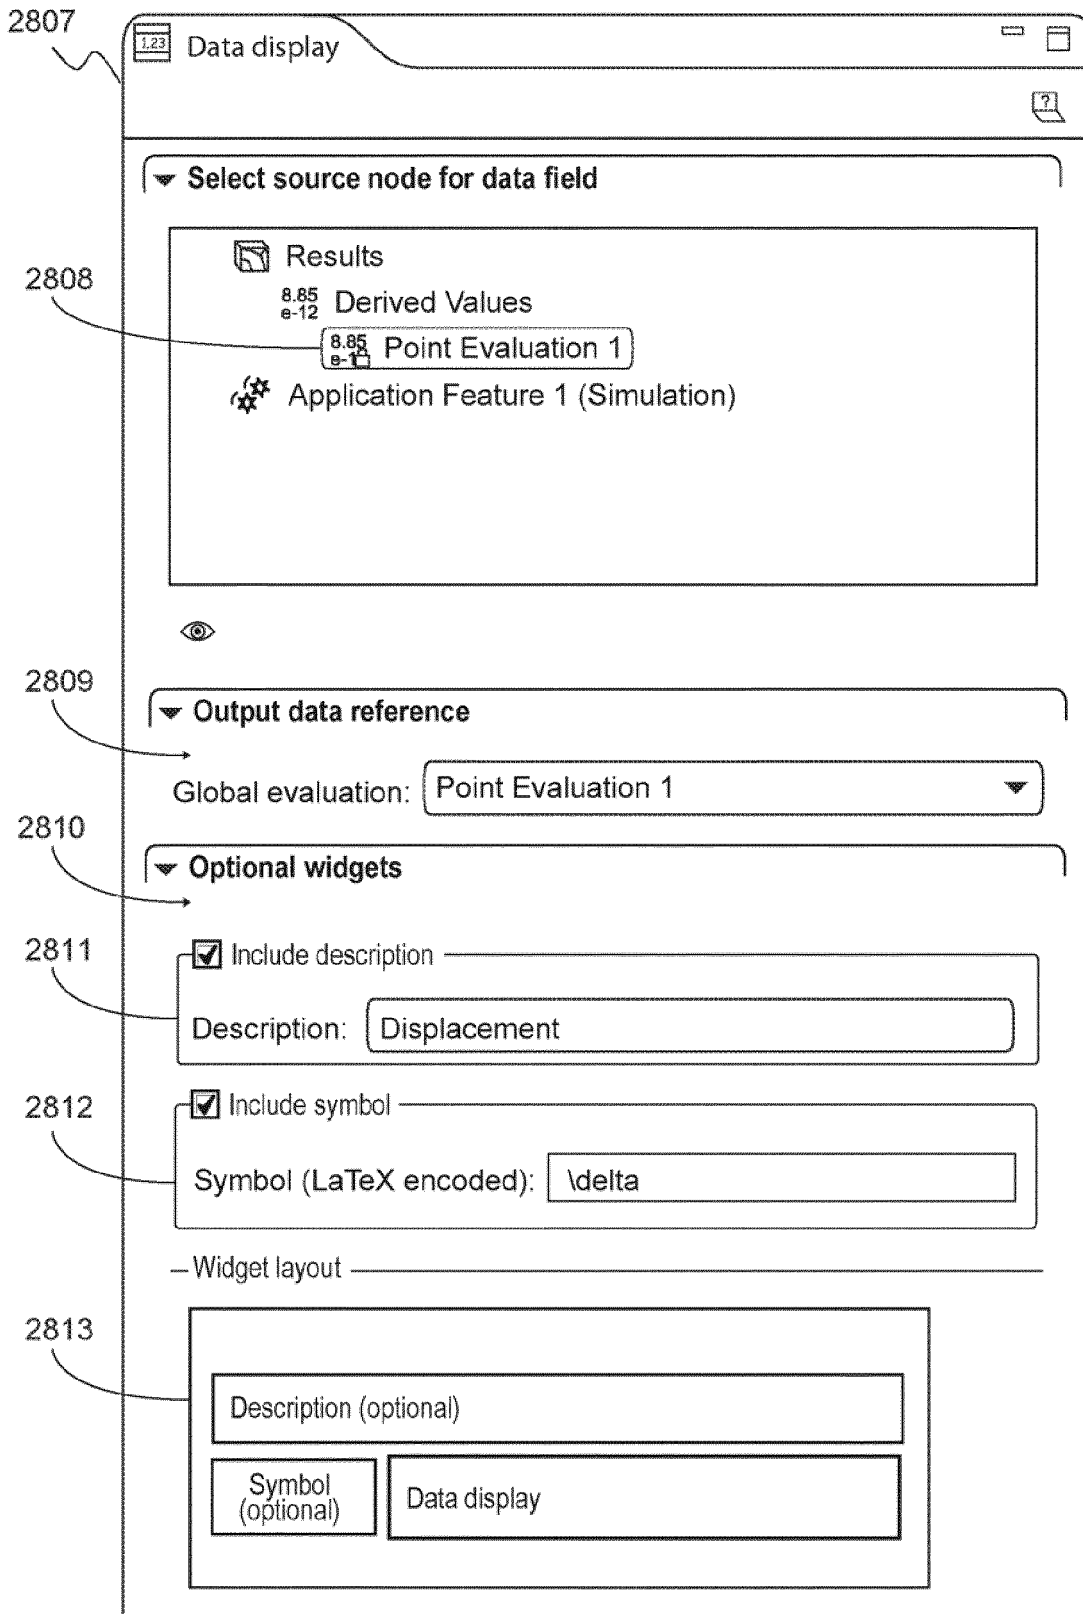 2807
1,23 Data display
?
Select source node for data field
Results
2808
8.85
e-12 Derived Values
8.85
Point Evaluation 1
Application Feature 1 (Simulation)
2809
Output data reference
Global evaluation: Point Evaluation 1
2810
Optional widgets
2811
Include description
Description: Displacement
2812
Include symbol
Symbol (LaTeX encoded): \delta
Widget layout
2813
Description (optional)
Symbol
(optional)
Data display